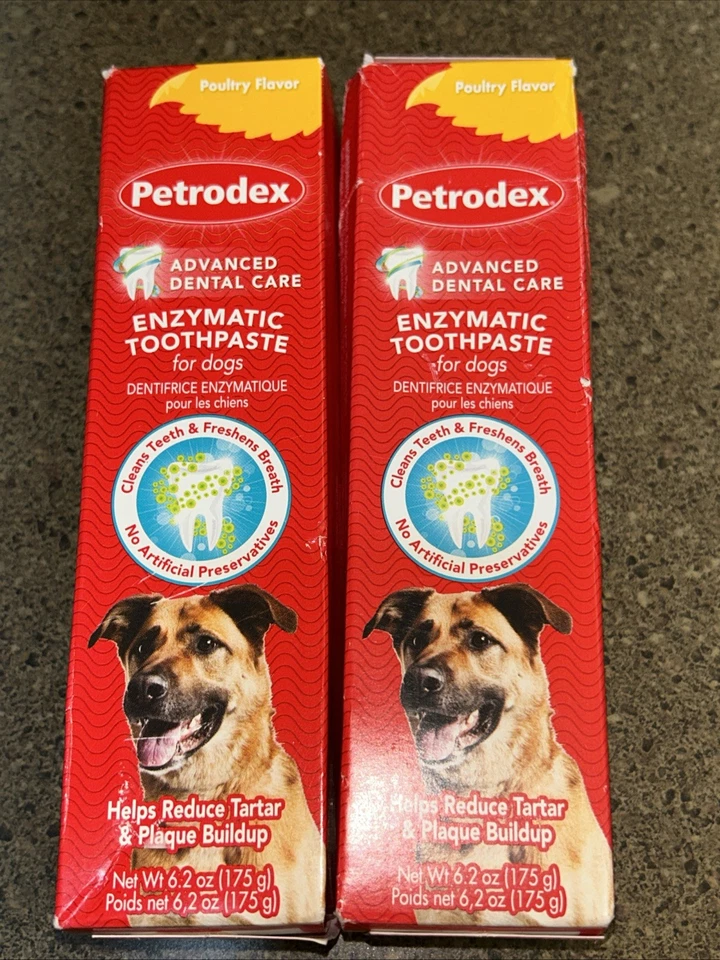 Poultry Flavor
Petrodex®
ADVANCED
DENTAL CARE
ENZYMATIC
TOOTHPASTE
for dogs
DENTIFRICE ENZYMATIQUE
pour les chiens
Cleans Teeth & Freshens Breath
No Artificial Preservatives
Helps Reduce Tartar
& Plaque Buildup
Net Wt 6.2 oz (175 g)
Poids net 6,2 oz (175 g)
Poultry Flavor
Petrodex®
ADVANCED
DENTAL CARE
ENZYMATIC
TOOTHPASTE
for dogs
DENTIFRICE ENZYMATIQUE
pour les chiens
Cleans Teeth & Freshens Breath
No Artificial Preservatives
Helps Reduce Tartar
& Plaque Buildup
Net Wt 6.2 oz (175 g)
Poids net 6,2 oz (175 g)